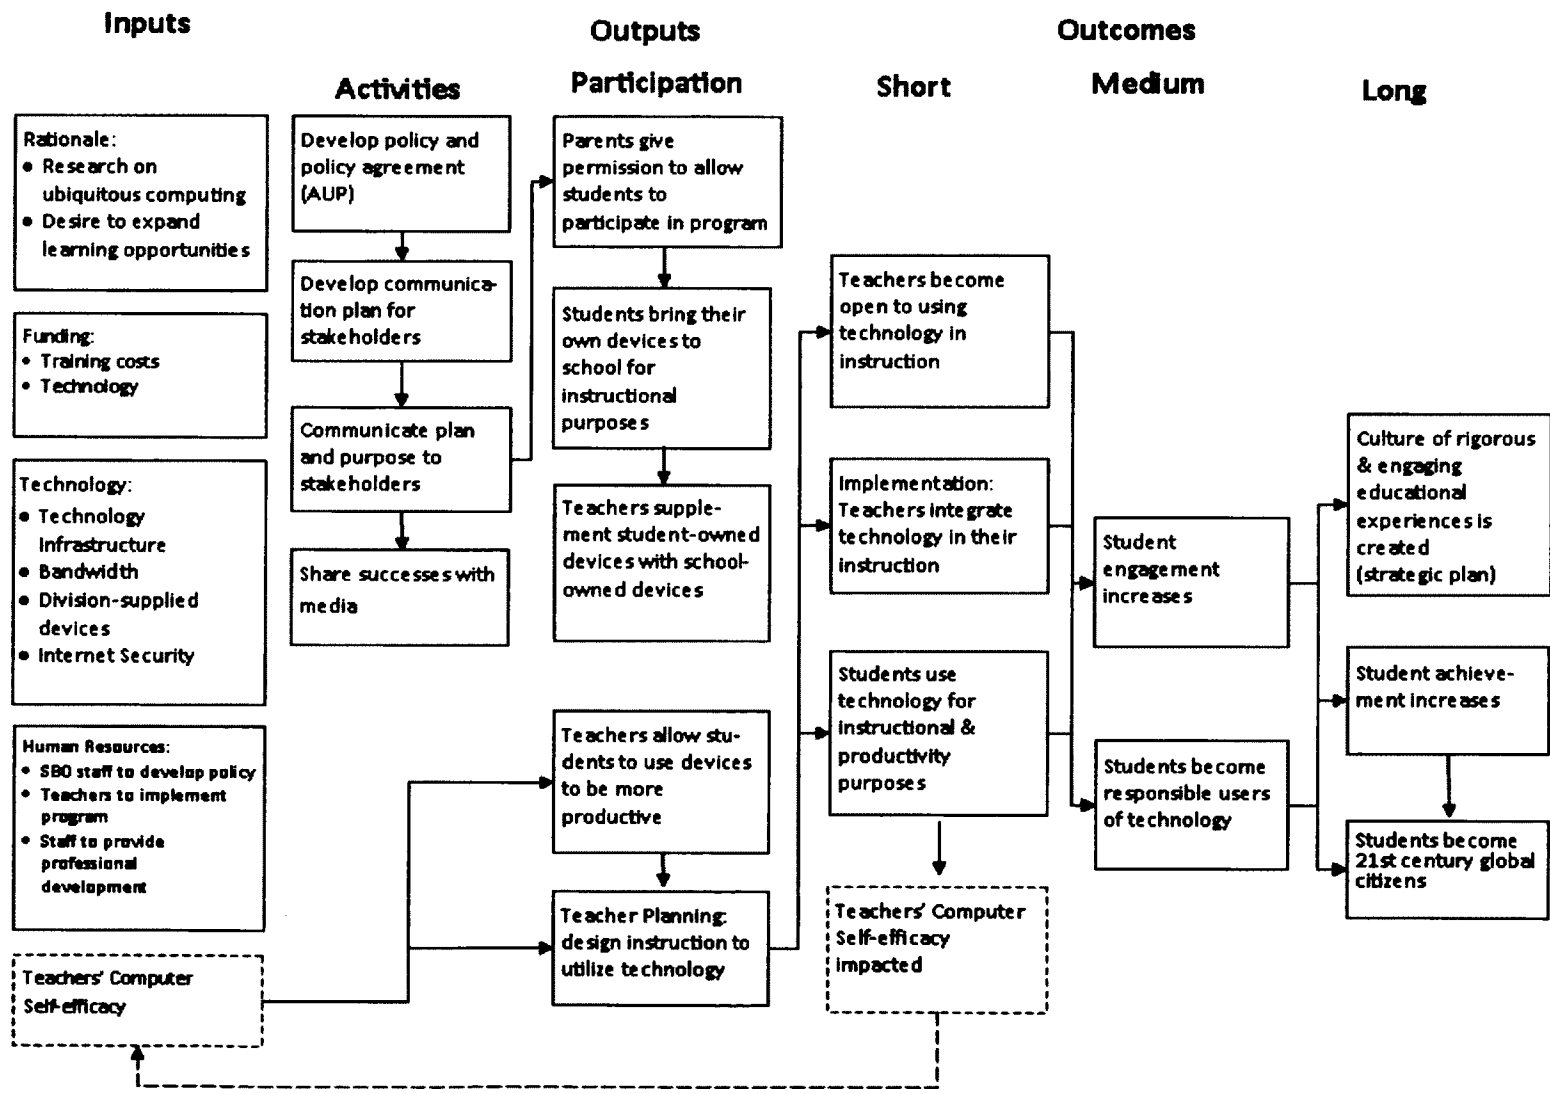 Inputs
Outputs
Outcomes
Activities
Participation
Short
Medium
Long
Rationale:
● Research on
ubiquitous computing
● Desire to expand
learning opportunities
Funding:
• Training costs
• Technology
Technology:
● Technology
Infrastructure
● Bandwidth
● Division-supplied
devices
● Internet Security
Human Resources:
• SBO staff to develop policy
• Teachers to implement
program
• Staff to provide
professional
development
Teachers' Computer
Self-efficacy
Develop policy and
policy agreement
(AUP)
Develop communica-
tion plan for
stakeholders
Communicate plan
and purpose to
stakeholders
Share successes with
media
Parents give
permission to allow
students to
participate in program
Students bring their
own devices to
school for
instructional
purposes
Teachers supple-
ment student-owned
devices with school-
owned devices
Teachers allow stu-
dents to use devices
to be more
productive
Teacher Planning:
design instruction to
utilize technology
Teachers become
open to using
technology in
instruction
Implementation:
Teachers integrate
technology in their
instruction
Students use
technology for
instructional &
productivity
purposes
Teachers' Computer
Self-efficacy
impacted
Student
engagement
increases
Students become
responsible users
of technology
Culture of rigorous
& engaging
educational
experiences is
created
(strategic plan)
Student achieve-
ment increases
Students become
21st century global
citizens